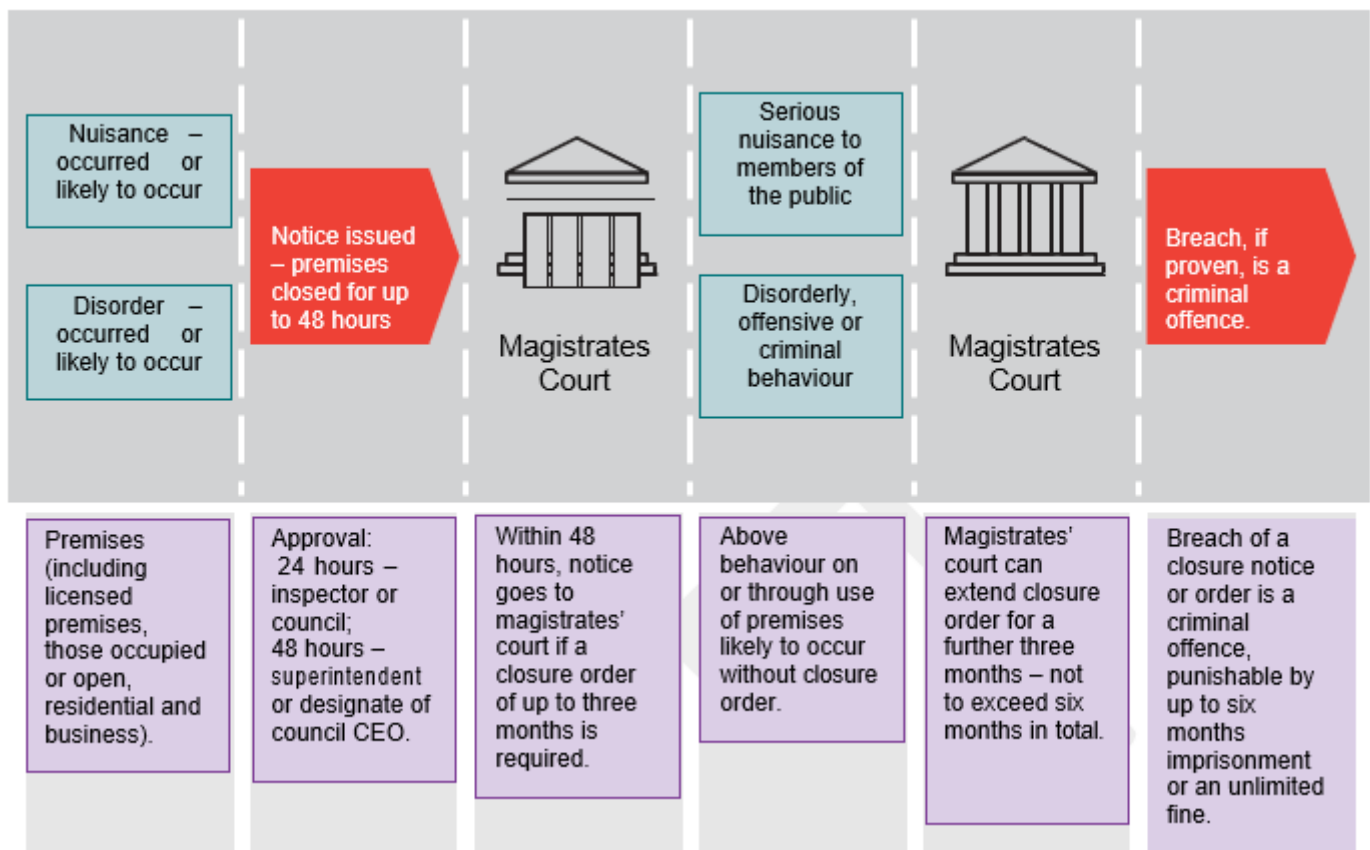 Nuisance –
occurred or
likely to occur
Disorder –
occurred or
likely to occur
Notice issued
– premises
closed for up
to 48 hours
Magistrates
Court
Serious
nuisance to
members of
the public
Disorderly,
offensive or
criminal
behaviour
Magistrates
Court
Breach, if
proven, is a
criminal
offence.
Premises
(including
licensed
premises,
those occupied
or open,
residential and
business).
Approval:
24 hours –
inspector or
council;
48 hours –
superintendent
or designate of
council CEO.
Within 48
hours, notice
goes to
magistrates’
court if a
closure order
of up to three
months is
required.
Above
behaviour on
or through use
of premises
likely to occur
without closure
order.
Magistrates’
court can
extend closure
order for a
further three
months – not
to exceed six
months in total.
Breach of a
closure notice
or order is a
criminal
offence,
punishable by
up to six
months
imprisonment
or an unlimited
fine.